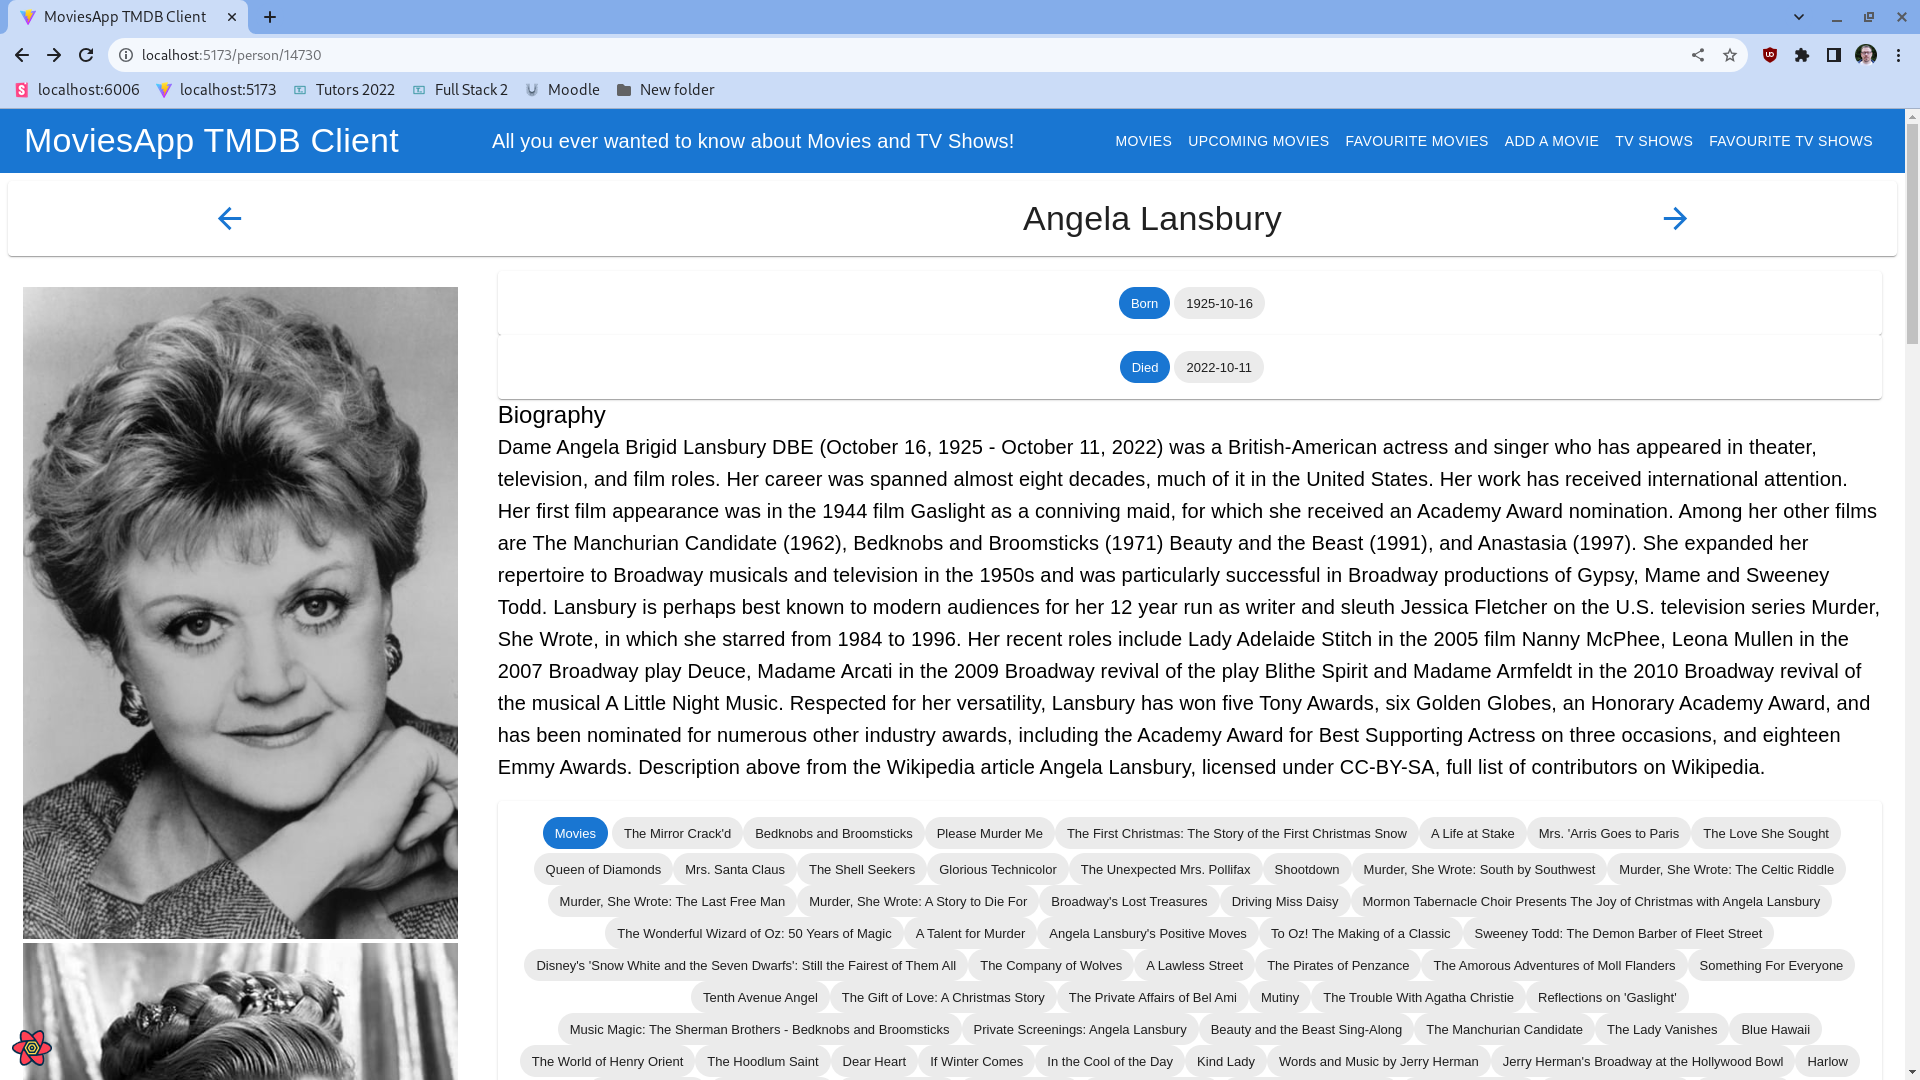 MoviesApp TMDB Client
localhost:5173/person/14730
localhost:6006 localhost:5173 Tutors 2022 Full Stack 2 Moodle New folder
MoviesApp TMDB Client All you ever wanted to know about Movies and TV Shows! MOVIES UPCOMING MOVIES FAVOURITE MOVIES ADD A MOVIE TV SHOWS FAVOURITE TV SHOWS
Angela Lansbury
Born 1925-10-16
Died 2022-10-11
Biography
Dame Angela Brigid Lansbury DBE (October 16, 1925 - October 11, 2022) was a British-American actress and singer who has appeared in theater,
television, and film roles. Her career was spanned almost eight decades, much of it in the United States. Her work has received international attention.
Her first film appearance was in the 1944 film Gaslight as a conniving maid, for which she received an Academy Award nomination. Among her other films
are The Manchurian Candidate (1962), Bedknobs and Broomsticks (1971) Beauty and the Beast (1991), and Anastasia (1997). She expanded her
repertoire to Broadway musicals and television in the 1950s and was particularly successful in Broadway productions of Gypsy, Mame and Sweeney
Todd. Lansbury is perhaps best known to modern audiences for her 12 year run as writer and sleuth Jessica Fletcher on the U.S. television series Murder,
She Wrote, in which she starred from 1984 to 1996. Her recent roles include Lady Adelaide Stitch in the 2005 film Nanny McPhee, Leona Mullen in the
2007 Broadway play Deuce, Madame Arcati in the 2009 Broadway revival of the play Blithe Spirit and Madame Armfeldt in the 2010 Broadway revival of
the musical A Little Night Music. Respected for her versatility, Lansbury has won five Tony Awards, six Golden Globes, an Honorary Academy Award, and
has been nominated for numerous other industry awards, including the Academy Award for Best Supporting Actress on three occasions, and eighteen
Emmy Awards. Description above from the Wikipedia article Angela Lansbury, licensed under CC-BY-SA, full list of contributors on Wikipedia.
Movies The Mirror Crack'd Bedknobs and Broomsticks Please Murder Me The First Christmas: The Story of the First Christmas Snow A Life at Stake Mrs. 'Arris Goes to Paris The Love She Sought
Queen of Diamonds Mrs. Santa Claus The Shell Seekers Glorious Technicolor The Unexpected Mrs. Pollifax Shootdown Murder, She Wrote: South by Southwest Murder, She Wrote: The Celtic Riddle
Murder, She Wrote: The Last Free Man Murder, She Wrote: A Story to Die For Broadway's Lost Treasures Driving Miss Daisy Mormon Tabernacle Choir Presents The Joy of Christmas with Angela Lansbury
The Wonderful Wizard of Oz: 50 Years of Magic A Talent for Murder Angela Lansbury's Positive Moves To Oz! The Making of a Classic Sweeney Todd: The Demon Barber of Fleet Street
Disney's 'Snow White and the Seven Dwarfs': Still the Fairest of Them All The Company of Wolves A Lawless Street The Pirates of Penzance The Amorous Adventures of Moll Flanders Something For Everyone
Tenth Avenue Angel The Gift of Love: A Christmas Story The Private Affairs of Bel Ami Mutiny The Trouble With Agatha Christie Reflections on 'Gaslight'
Music Magic: The Sherman Brothers - Bedknobs and Broomsticks Private Screenings: Angela Lansbury Beauty and the Beast Sing-Along The Manchurian Candidate The Lady Vanishes Blue Hawaii
The World of Henry Orient The Hoodlum Saint Dear Heart If Winter Comes In the Cool of the Day Kind Lady Words and Music by Jerry Herman Jerry Herman's Broadway at the Hollywood Bowl Harlow